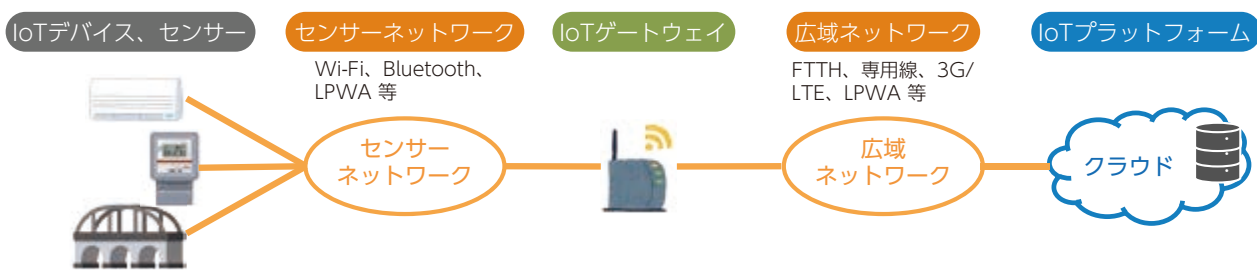 IoTデバイス、センサー
センサーネットワーク
IoTゲートウェイ
広域ネットワーク
IoTプラットフォーム
Wi-Fi、Bluetooth、
LPWA 等
FTTH、専用線、3G/
LTE、LPWA 等
センサー
ネットワーク
広域
ネットワーク
クラウド